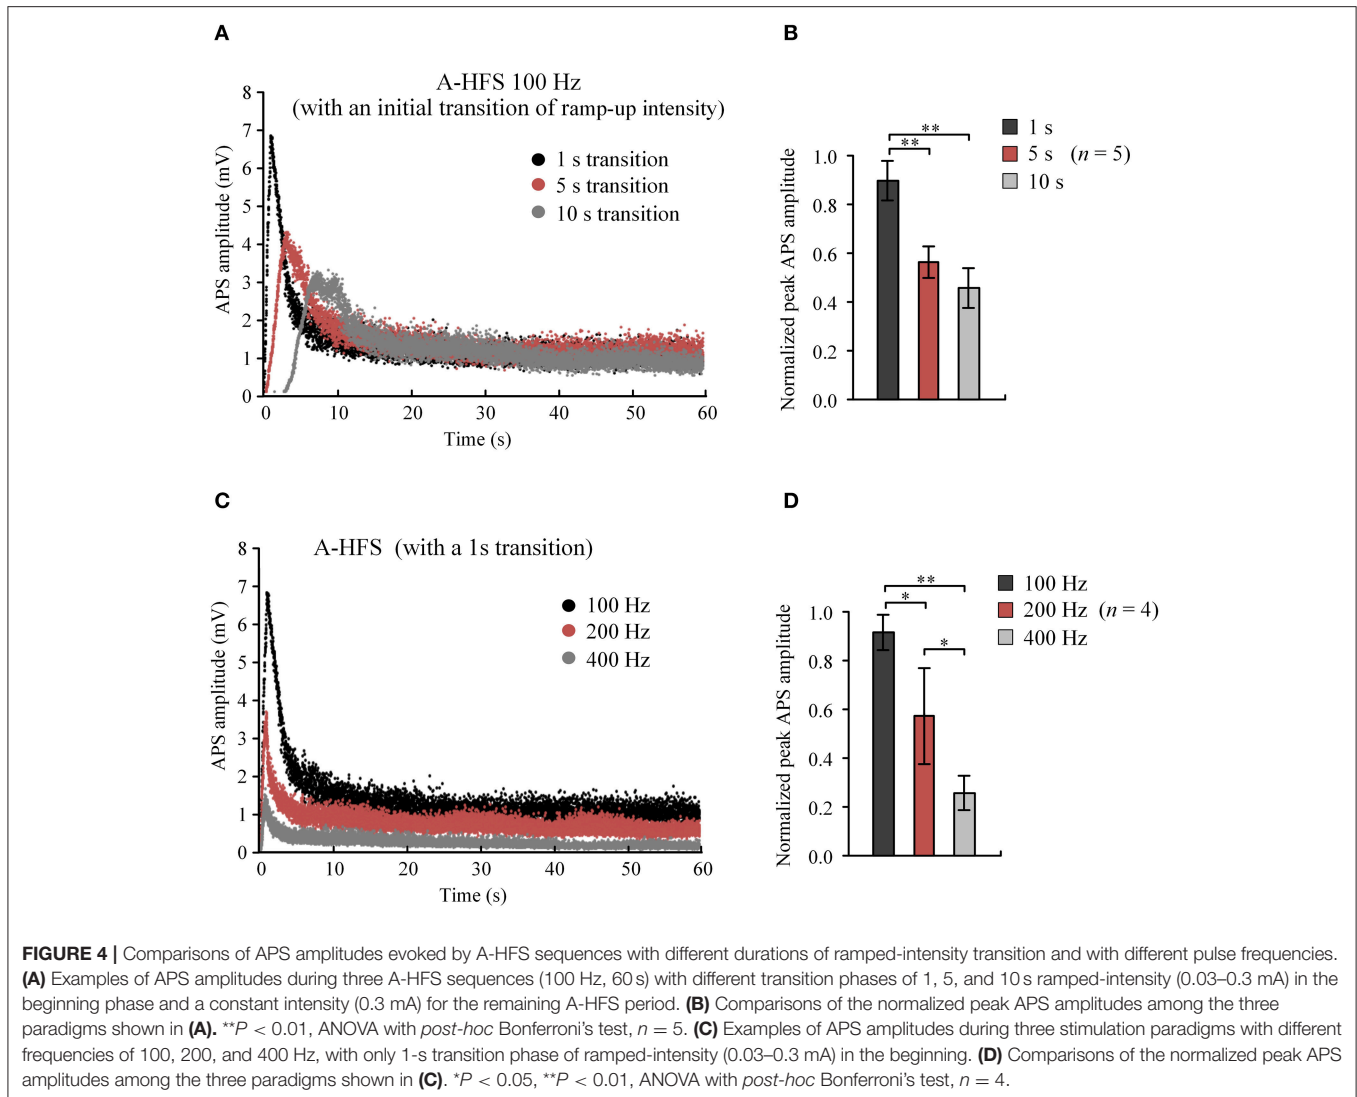 A
A-HFS 100 Hz
(with an initial transition of ramp-up intensity)
8
7
6
5
4
3
2
1
0
APS amplitude (mV)
1 s transition
5 s transition
10 s transition
0
10
20
30
40
50
60
Time (s)
B
1 s
5 s (n = 5)
10 s
**
**
1.0
0.8
0.6
0.4
0.2
0.0
Normalized peak APS amplitude
C
A-HFS (with a 1s transition)
8
7
6
5
4
3
2
1
0
APS amplitude (mV)
100 Hz
200 Hz
400 Hz
0
10
20
30
40
50
60
Time (s)
D
100 Hz
200 Hz (n = 4)
400 Hz
**
*
*
1.0
0.8
0.6
0.4
0.2
0.0
Normalized peak APS amplitude
FIGURE 4 | Comparisons of APS amplitudes evoked by A-HFS sequences with different durations of ramped-intensity transition and with different pulse frequencies.
(A) Examples of APS amplitudes during three A-HFS sequences (100 Hz, 60 s) with different transition phases of 1, 5, and 10 s ramped-intensity (0.03–0.3 mA) in the
beginning phase and a constant intensity (0.3 mA) for the remaining A-HFS period. (B) Comparisons of the normalized peak APS amplitudes among the three
paradigms shown in (A). **P < 0.01, ANOVA with post-hoc Bonferroni's test, n = 5. (C) Examples of APS amplitudes during three stimulation paradigms with different
frequencies of 100, 200, and 400 Hz, with only 1-s transition phase of ramped-intensity (0.03–0.3 mA) in the beginning. (D) Comparisons of the normalized peak APS
amplitudes among the three paradigms shown in (C). *P < 0.05, **P < 0.01, ANOVA with post-hoc Bonferroni's test, n = 4.